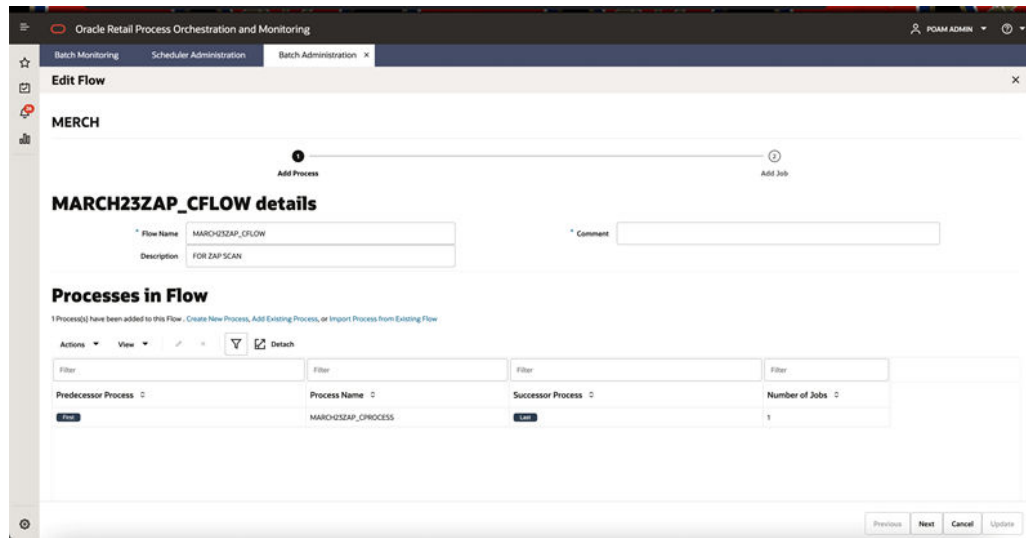 Oracle Retail Process Orchestration and Monitoring
POAM ADMIN
Batch Monitoring Scheduler Administration Batch Administration ×
Edit Flow ×
MERCH
1 2
Add Process Add Job
MARCH23ZAP_CFLOW details
* Flow Name MARCH23ZAP_CFLOW * Comment
Description FOR ZAP SCAN
Processes in Flow
1 Process(s) have been added to this Flow . Create New Process, Add Existing Process, or Import Process from Existing Flow
Actions View Detach
Filter Filter Filter Filter
Predecessor Process Process Name Successor Process Number of Jobs
First MARCH23ZAP_CPROCESS Last 1
Previous Next Cancel Update